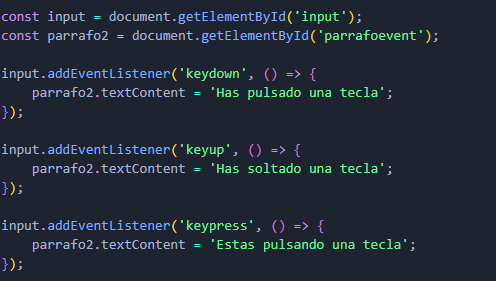 const input = document.getElementById('input');
const parrafo2 = document.getElementById('parrafoevent');
input.addEventListener('keydown', () => {
parrafo2.textContent = 'Has pulsado una tecla';
});
input.addEventListener('keyup', () => {
parrafo2.textContent = 'Has soltado una tecla';
});
input.addEventListener('keypress', () => {
parrafo2.textContent = 'Estas pulsando una tecla';
});